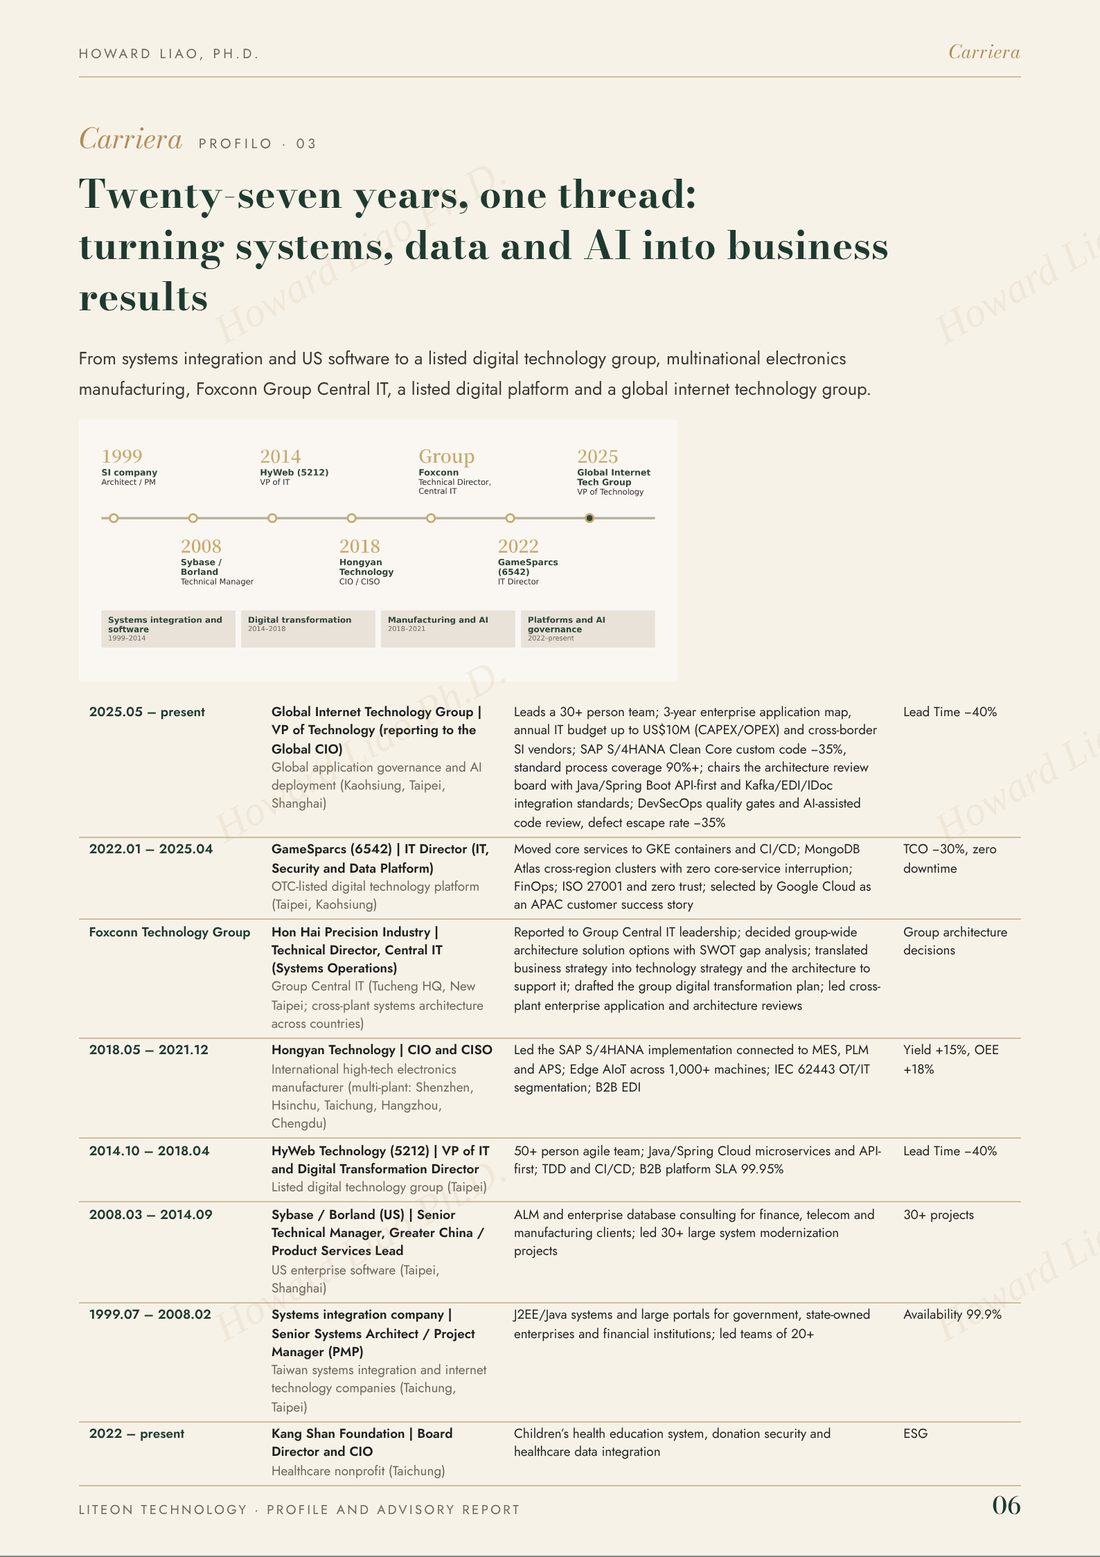 HOWARD LIAO, PH.D.
Carriera
Carriera PROFILO · 03
Twenty-seven years, one thread:
turning systems, data and AI into business
results
From systems integration and US software to a listed digital technology group, multinational electronics
manufacturing, Foxconn Group Central IT, a listed digital platform and a global internet technology group.
1999
SI company
Architect / PM
2014
HyWeb (5212)
VP of IT
Group
Foxconn
Technical Director,
Central IT
2025
Global Internet
Tech Group
VP of Technology
2008
Sybase /
Borland
Technical Manager
2018
Hongyan
Technology
CIO / CISO
2022
GameSparcs
(6542)
IT Director
Systems integration and
software
1999–2014
Digital transformation
2014–2018
Manufacturing and AI
2018–2021
Platforms and AI
governance
2022–present
2025.05 – present
Global Internet Technology Group |
VP of Technology (reporting to the
Global CIO)
Global application governance and AI
deployment (Kaohsiung, Taipei,
Shanghai)
Leads a 30+ person team; 3-year enterprise application map,
annual IT budget up to US$10M (CAPEX/OPEX) and cross-border
SI vendors; SAP S/4HANA Clean Core custom code −35%,
standard process coverage 90%+; chairs the architecture review
board with Java/Spring Boot API-first and Kafka/EDI/IDoc
integration standards; DevSecOps quality gates and AI-assisted
code review, defect escape rate −35%
Lead Time −40%
2022.01 – 2025.04
GameSparcs (6542) | IT Director (IT,
Security and Data Platform)
OTC-listed digital technology platform
(Taipei, Kaohsiung)
Moved core services to GKE containers and CI/CD; MongoDB
Atlas cross-region clusters with zero core-service interruption;
FinOps; ISO 27001 and zero trust; selected by Google Cloud as
an APAC customer success story
TCO −30%, zero
downtime
Foxconn Technology Group
Hon Hai Precision Industry |
Technical Director, Central IT
(Systems Operations)
Group Central IT (Tucheng HQ, New
Taipei; cross-plant systems architecture
across countries)
Reported to Group Central IT leadership; decided group-wide
architecture solution options with SWOT gap analysis; translated
business strategy into technology strategy and the architecture to
support it; drafted the group digital transformation plan; led cross-
plant enterprise application and architecture reviews
Group architecture
decisions
2018.05 – 2021.12
Hongyan Technology | CIO and CISO
International high-tech electronics
manufacturer (multi-plant: Shenzhen,
Hsinchu, Taichung, Hangzhou,
Chengdu)
Led the SAP S/4HANA implementation connected to MES, PLM
and APS; Edge AIoT across 1,000+ machines; IEC 62443 OT/IT
segmentation; B2B EDI
Yield +15%, OEE
+18%
2014.10 – 2018.04
HyWeb Technology (5212) | VP of IT
and Digital Transformation Director
Listed digital technology group (Taipei)
50+ person agile team; Java/Spring Cloud microservices and API-
first; TDD and CI/CD; B2B platform SLA 99.95%
Lead Time −40%
2008.03 – 2014.09
Sybase / Borland (US) | Senior
Technical Manager, Greater China /
Product Services Lead
US enterprise software (Taipei,
Shanghai)
ALM and enterprise database consulting for finance, telecom and
manufacturing clients; led 30+ large system modernization
projects
30+ projects
1999.07 – 2008.02
Systems integration company |
Senior Systems Architect / Project
Manager (PMP)
Taiwan systems integration and internet
technology companies (Taichung,
Taipei)
J2EE/Java systems and large portals for government, state-owned
enterprises and financial institutions; led teams of 20+
Availability 99.9%
2022 – present
Kang Shan Foundation | Board
Director and CIO
Healthcare nonprofit (Taichung)
Children's health education system, donation security and
healthcare data integration
ESG
LITEON TECHNOLOGY · PROFILE AND ADVISORY REPORT
06
Howard Liao Ph.D.
Howard Liao Ph.D.
Howard Liao Ph.D.